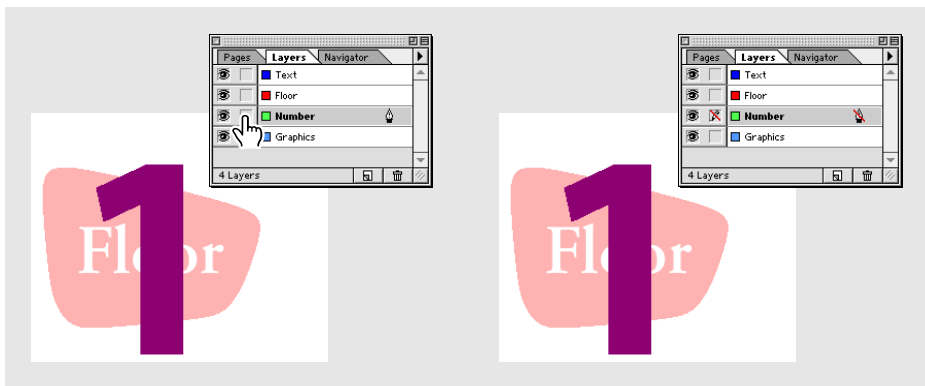 Pages Layers Navigator
Text
Floor
Number
Graphics
4 Layers
1
Floor
Pages Layers Navigator
Text
Floor
Number
Graphics
4 Layers
1
Floor